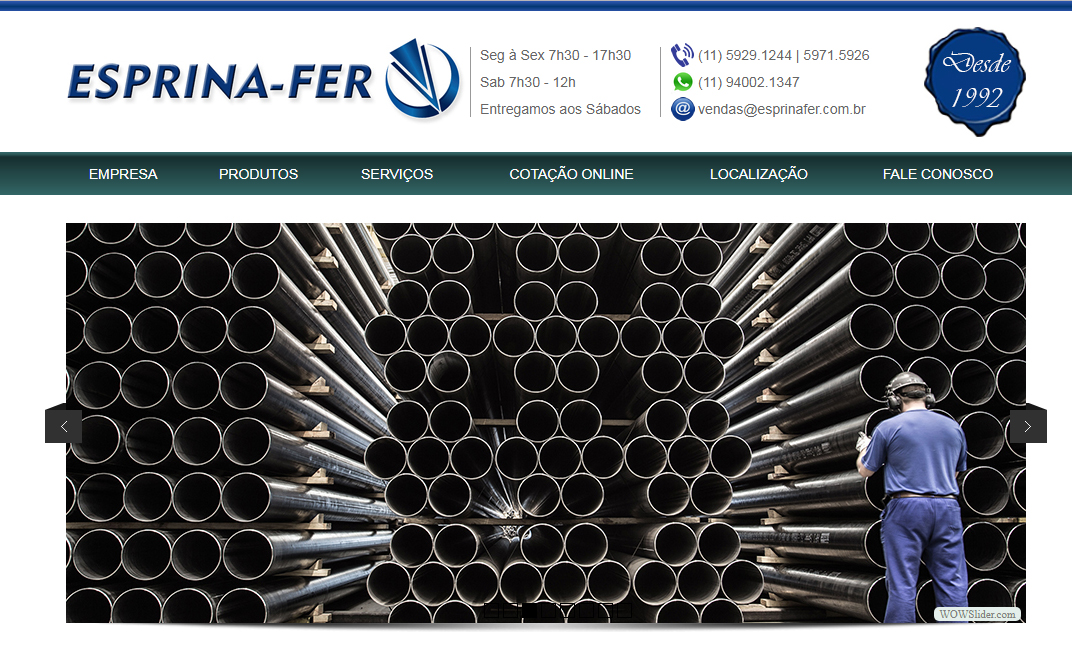 ESPRINA-FER
Seg à Sex 7h30 - 17h30
Sab 7h30 - 12h
Entregamos aos Sábados
(11) 5929.1244 | 5971.5926
(11) 94002.1347
vendas@esprinafer.com.br
Desde
1992
EMPRESA PRODUTOS SERVIÇOS COTAÇÃO ONLINE LOCALIZAÇÃO FALE CONOSCO
WOWSlider.com